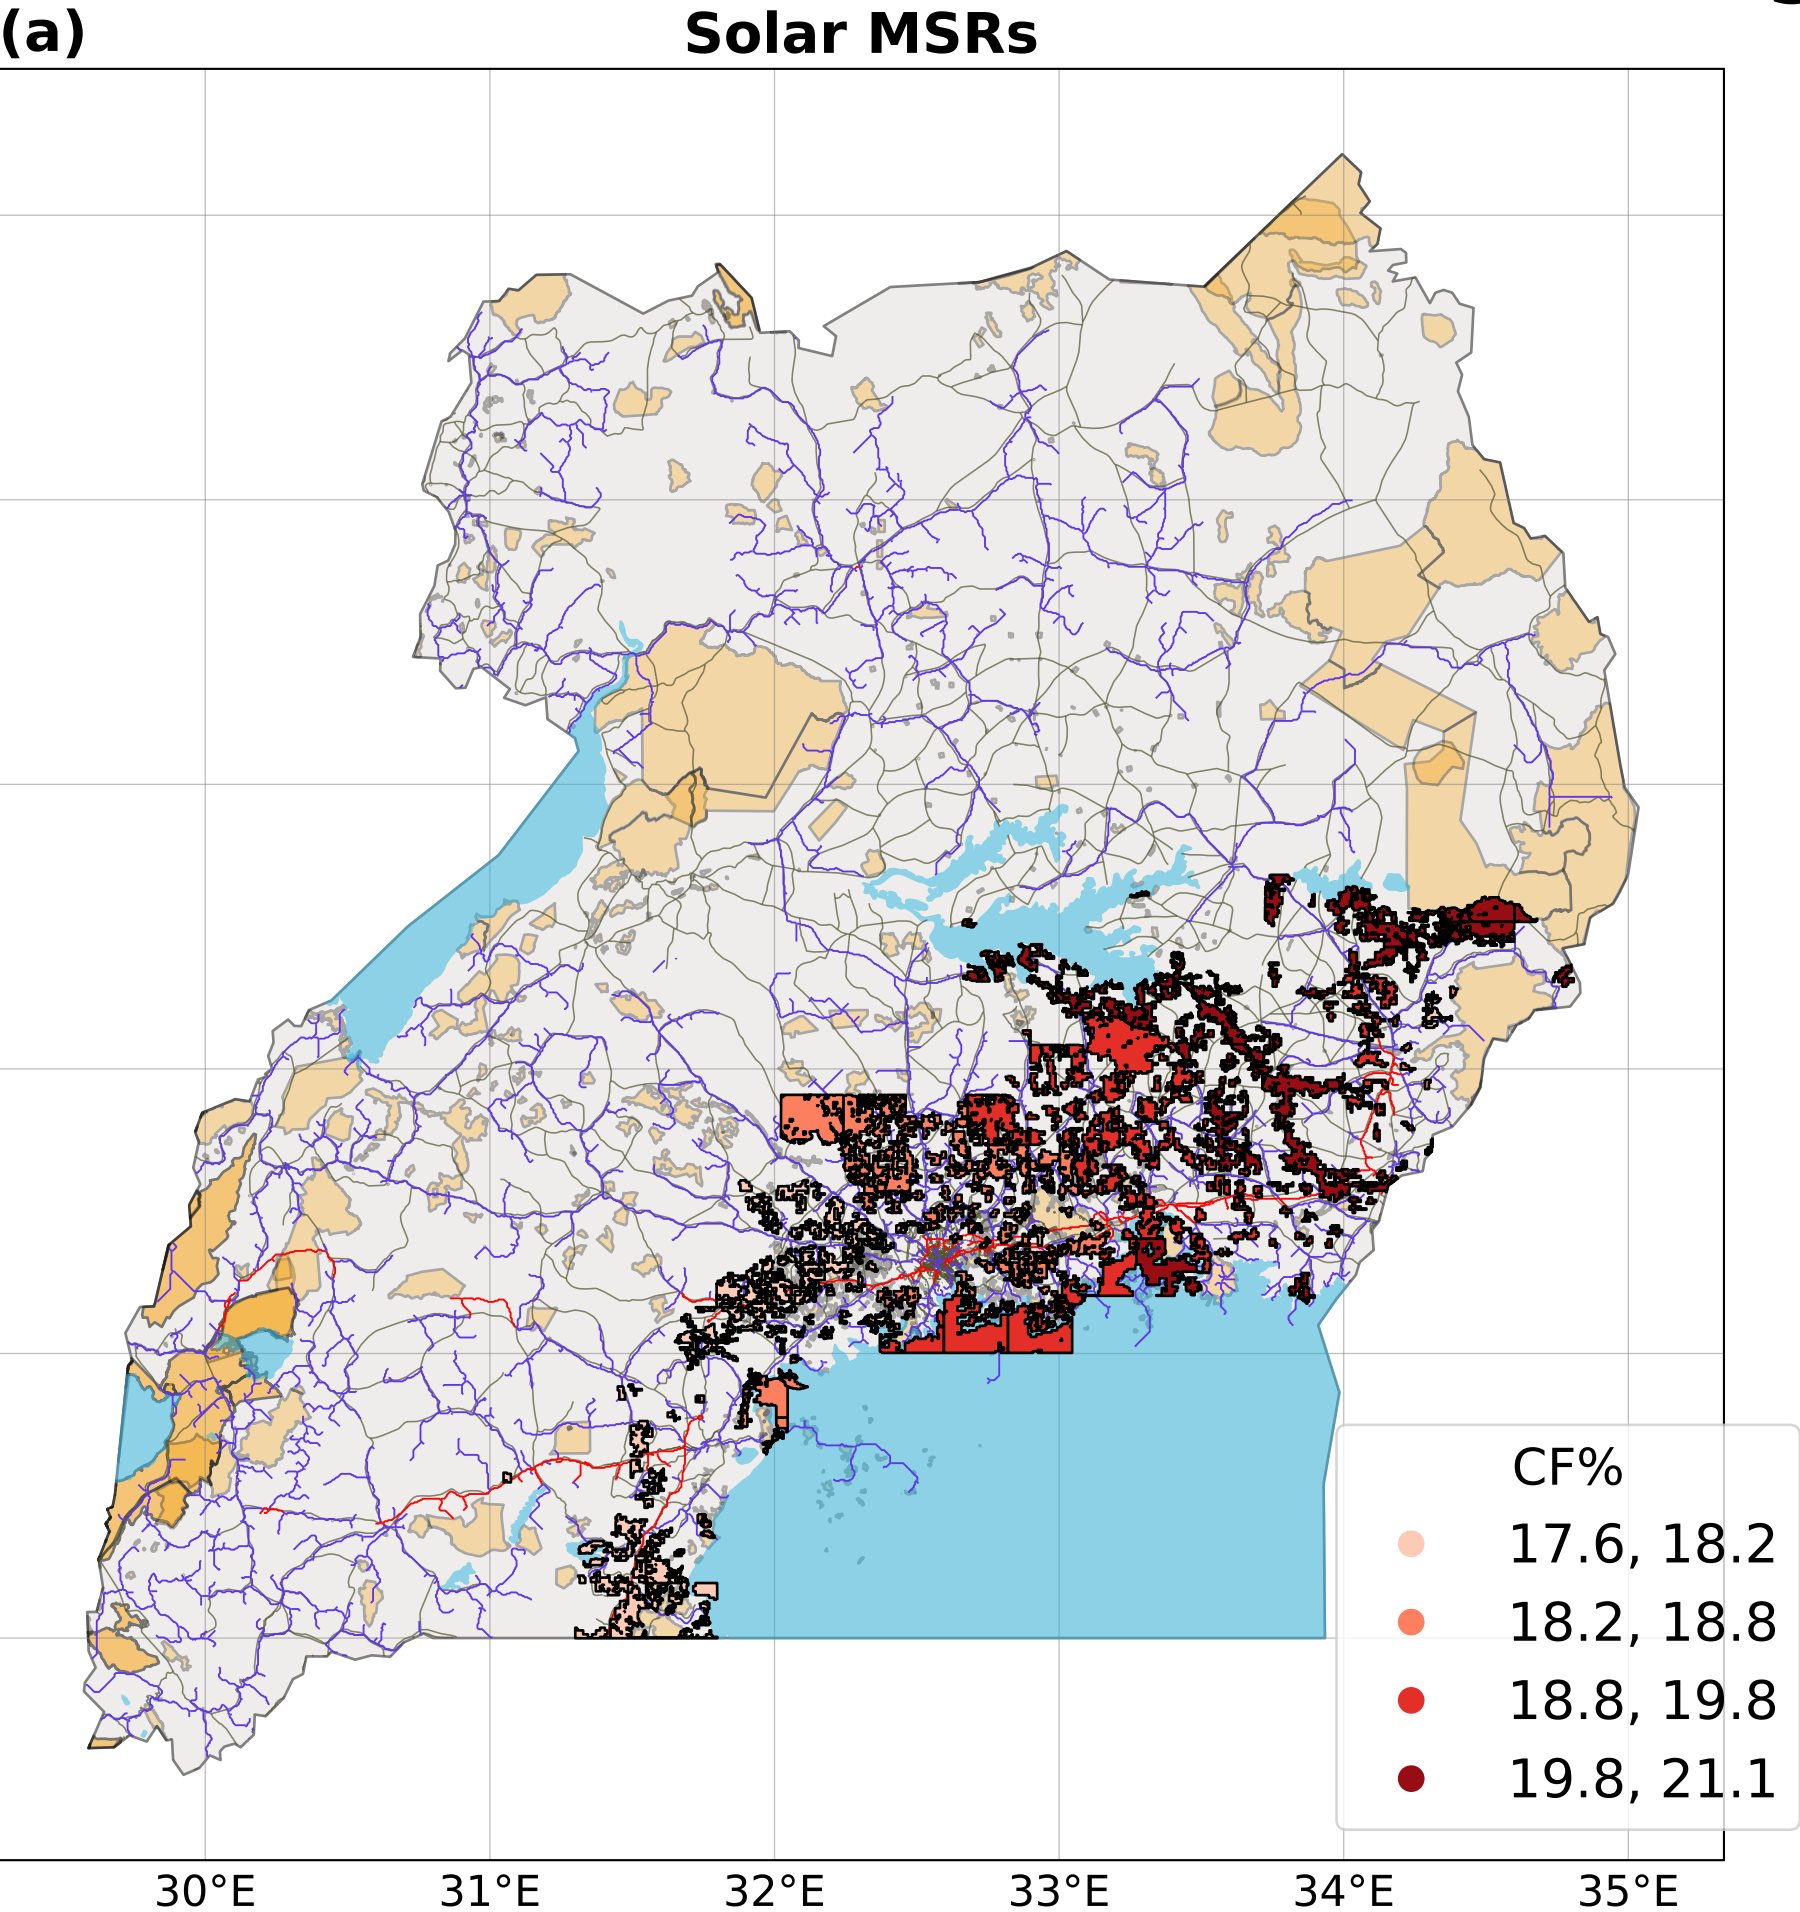 (a)
Solar MSRs
CF%
17.6, 18.2
18.2, 18.8
18.8, 19.8
19.8, 21.1
30°E 31°E 32°E 33°E 34°E 35°E